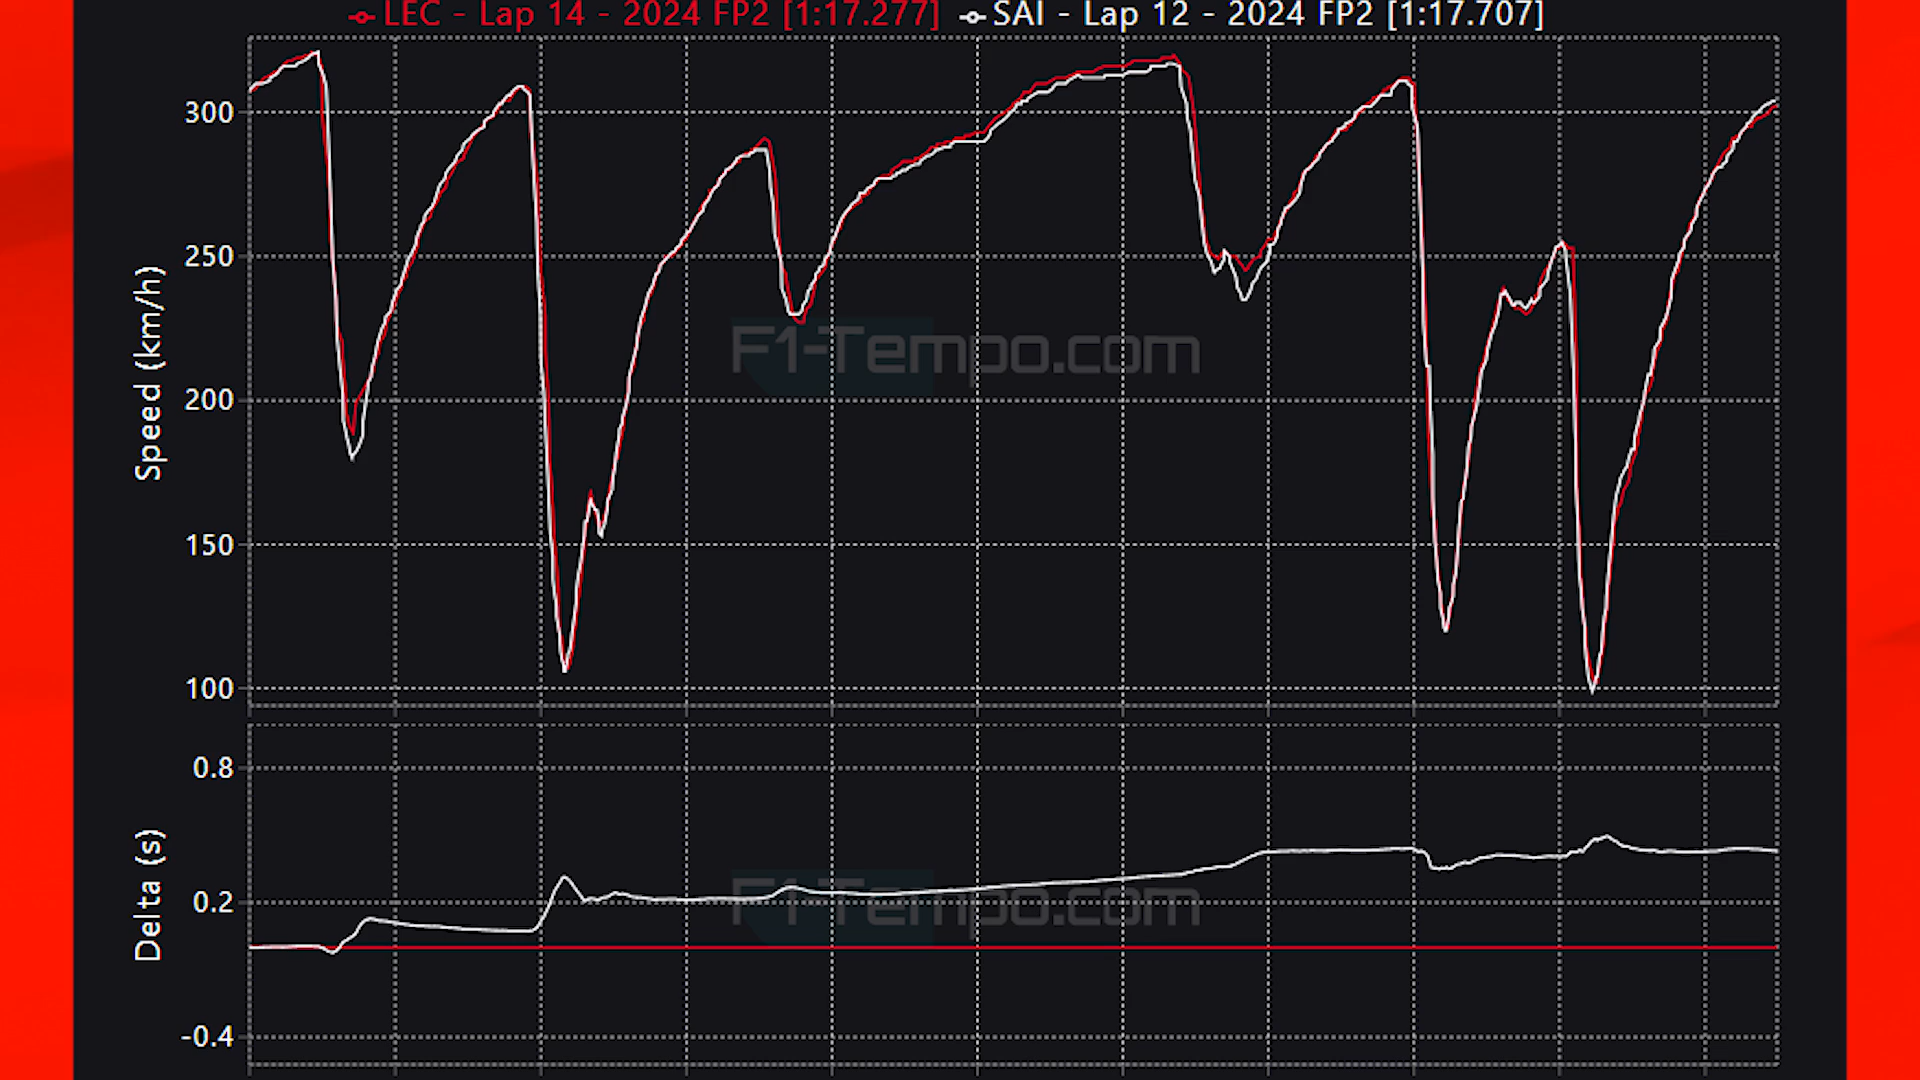 LEC - Lap 14 - 2024 FP2 [1:17.277] SAI - Lap 12 - 2024 FP2 [1:17.707]
300
250
200
150
100
Speed (km/h)
F1-Tempo.com
0.8
0.2
-0.4
Delta (s)
F1-Tempo.com